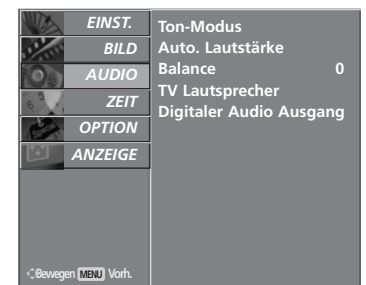 EINST.
BILD
AUDIO
ZEIT
OPTION
ANZEIGE
Ton-Modus
Auto. Lautstärke
Balance 0
TV Lautsprecher
Digitaler Audio Ausgang
Bewegen MENU Vorh.